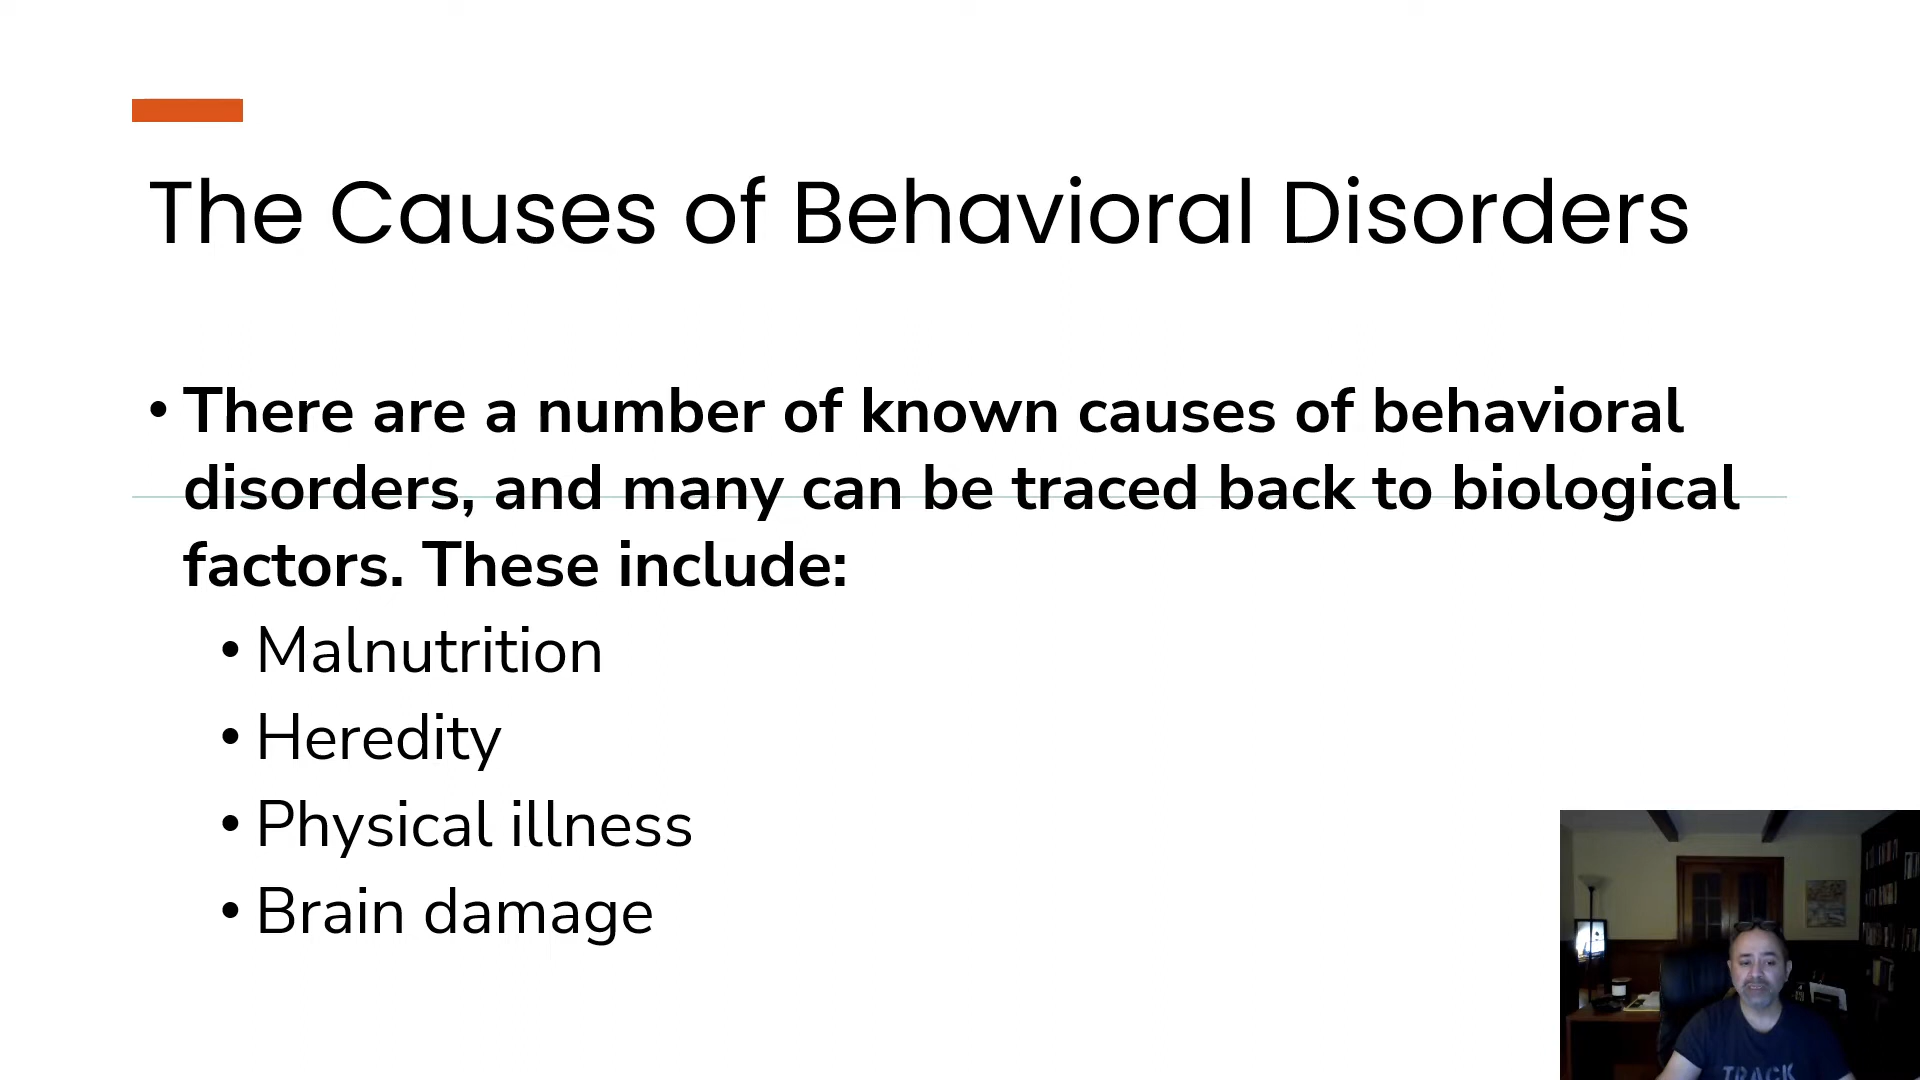 The Causes of Behavioral Disorders
• There are a number of known causes of behavioral
disorders, and many can be traced back to biological
factors. These include:
• Malnutrition
• Heredity
• Physical illness
• Brain damage
TRACK